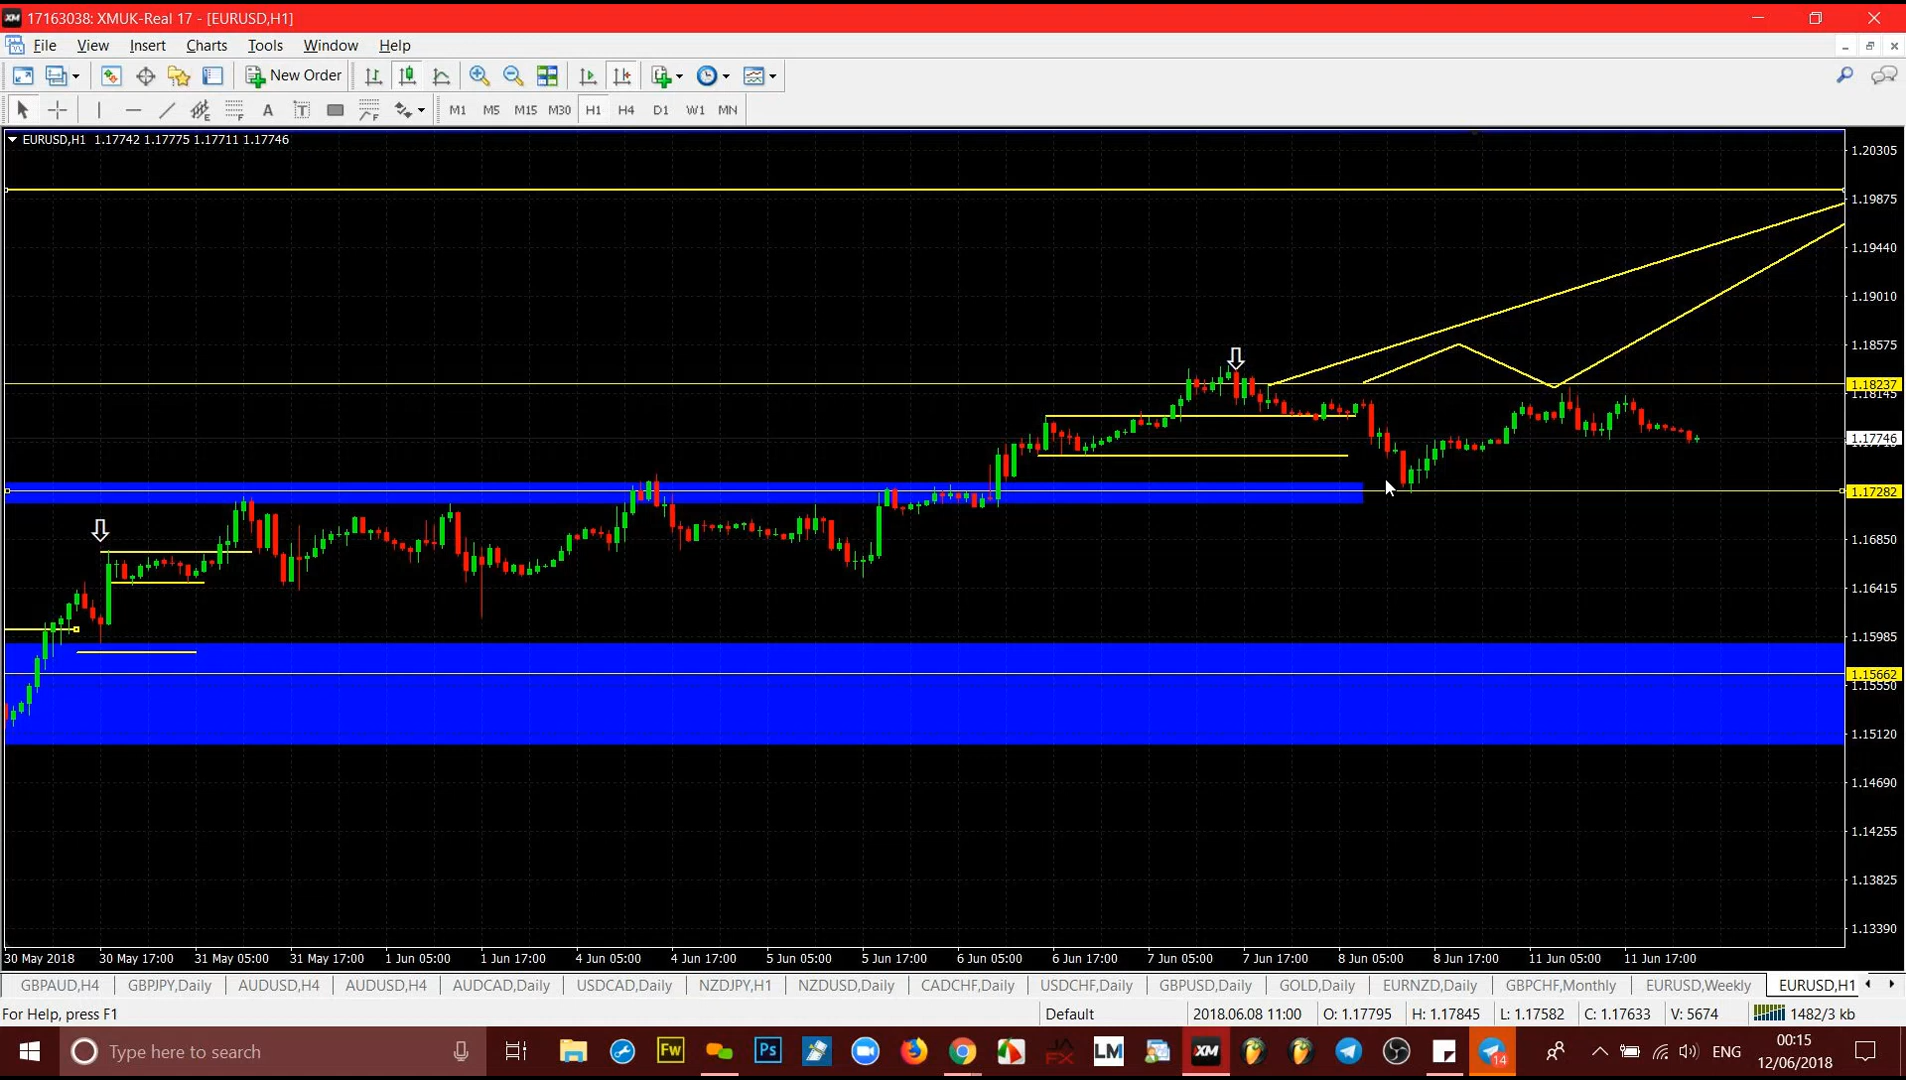 17163038: XMUK-Real 17 - [EURUSD,H1]
File View Insert Charts Tools Window Help
New Order
M1 M5 M15 M30 H1 H4 D1 W1 MN
EURUSD,H1 1.17742 1.17775 1.17711 1.17746
1.20305
1.19875
1.19440
1.19010
1.18575
1.18237
1.18145
1.17746
1.17282
1.16850
1.16415
1.15985
1.15662
1.15550
1.15120
1.14690
1.14255
1.13825
1.13390
30 May 2018 30 May 17:00 31 May 05:00 31 May 17:00 1 Jun 05:00 1 Jun 17:00 4 Jun 05:00 4 Jun 17:00 5 Jun 05:00 5 Jun 17:00 6 Jun 05:00 6 Jun 17:00 7 Jun 05:00 7 Jun 17:00 8 Jun 05:00 8 Jun 17:00 11 Jun 05:00 11 Jun 17:00
GBPAUD,H4 GBPJPY,Daily AUDUSD,H4 AUDUSD,H4 AUDCAD,Daily USDCAD,Daily NZDJPY,H1 NZDUSD,Daily CADCHF,Daily USDCHF,Daily GBPUSD,Daily GOLD,Daily EURNZD,Daily GBPCHF,Monthly EURUSD,Weekly EURUSD,H1
For Help, press F1 Default 2018.06.08 11:00 O: 1.17795 H: 1.17845 L: 1.17582 C: 1.17633 V: 5674 1482/3 kb
Type here to search Fw Ps FX LM XM 14 ENG 00:15
12/06/2018